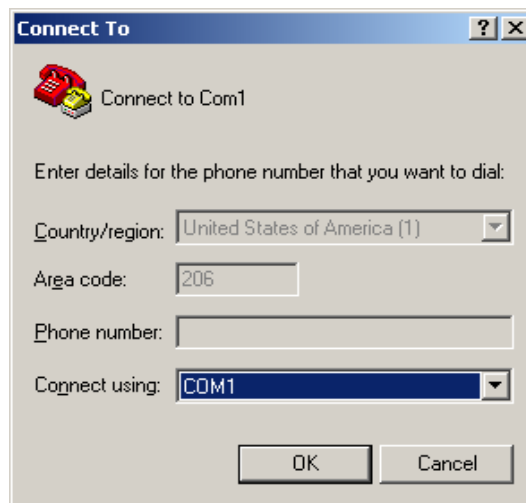 Connect To
Connect to Com1
Enter details for the phone number that you want to dial:
Country/region: United States of America (1)
Area code: 206
Phone number:
Connect using: COM1
OK Cancel